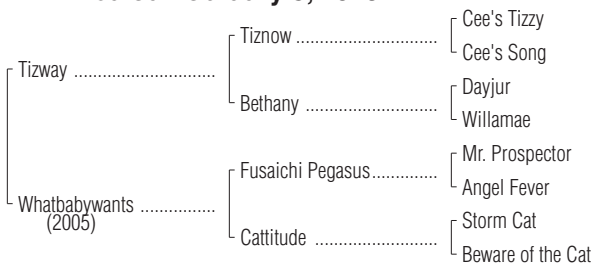 Cee's Tizzy
Tiznow ..................................
Cee's Song
Tizway .................................
Dayjur
Bethany ................................
Willamae
Mr. Prospector
Fusaichi Pegasus...............
Angel Fever
Whatbabywants .................
(2005)
Storm Cat
Cattitude ..............................
Beware of the Cat